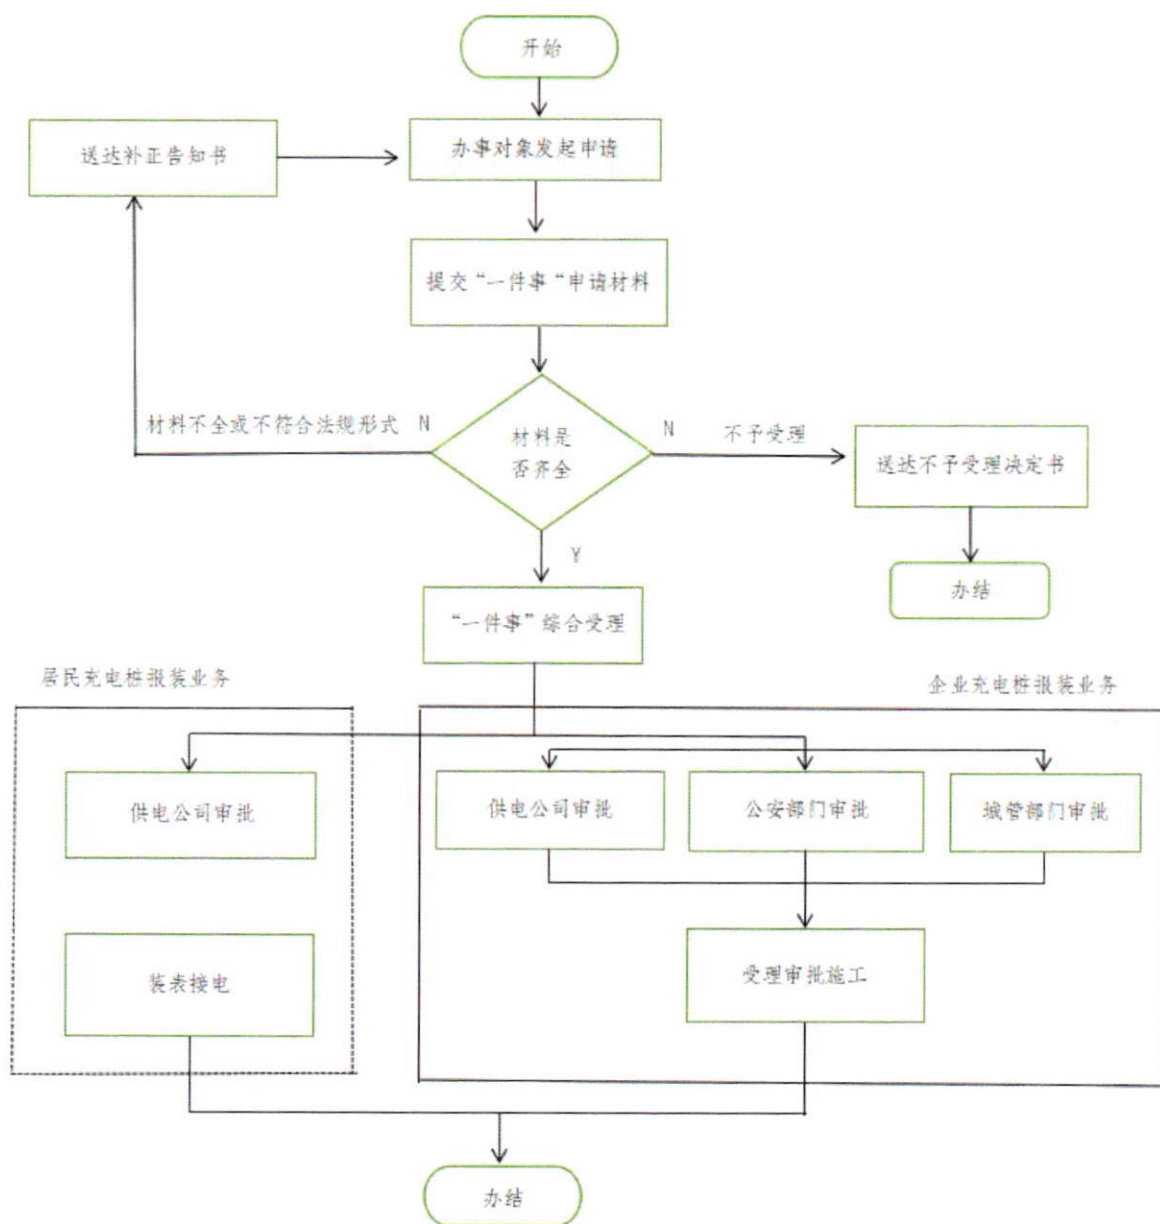 开始
送达补正告知书
办事对象发起申请
提交“一件事“申请材料
材料不全或不符合法规形式 N
材料是
否齐全
N 不予受理
送达不予受理决定书
Y
办结
“一件事”综合受理
居民充电桩报装业务
企业充电桩报装业务
供电公司审批
供电公司审批
公安部门审批
城管部门审批
装表接电
受理审批施工
办结